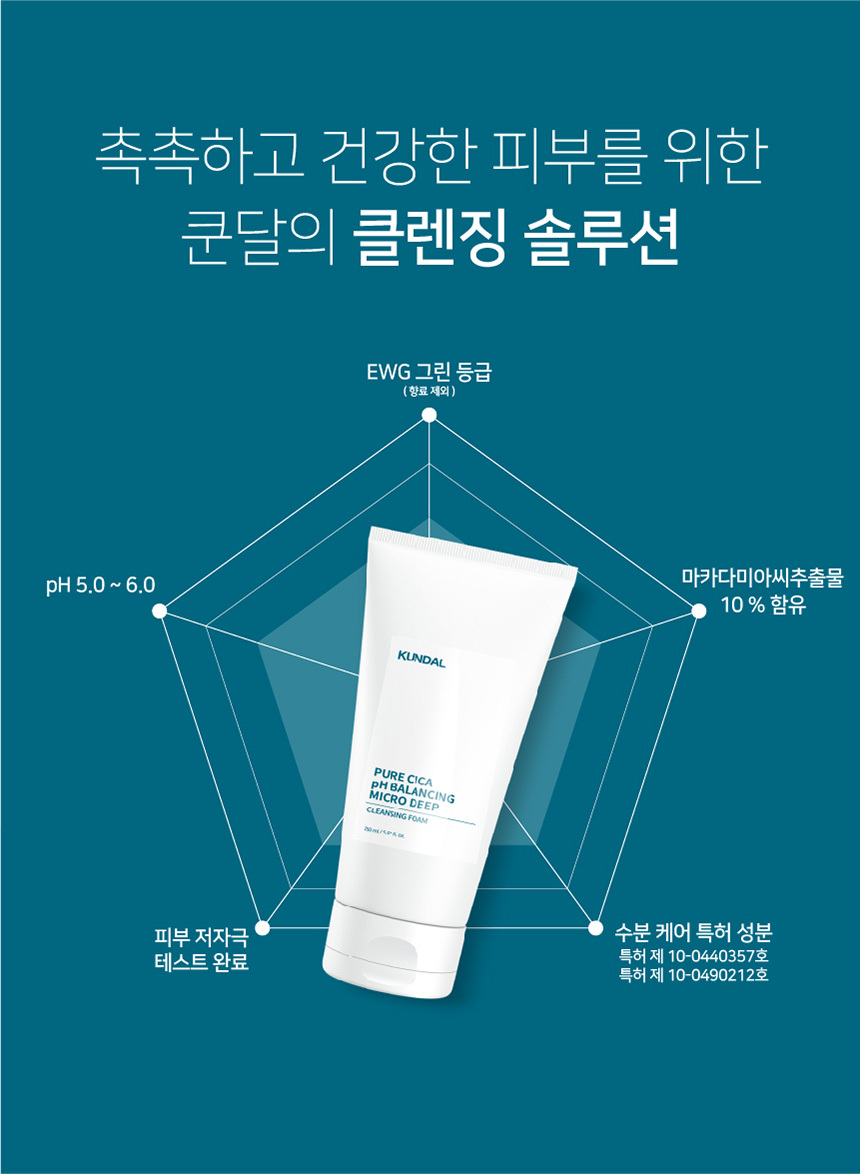 촉촉하고 건강한 피부를 위한
쿤달의 클렌징 솔루션
EWG 그린 등급
( 향료 제외 )
pH 5.0 ~ 6.0
마카다미아씨추출물
10 % 함유
KUNDAL
PURE CICA
pH BALANCING
MICRO DEEP
CLEANSING FOAM
피부 저자극
테스트 완료
수분 케어 특허 성분
특허 제 10-0440357호
특허 제 10-0490212호